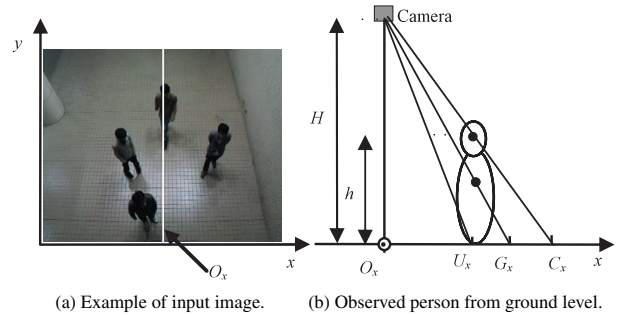 y
x
O_x
(a) Example of input image.
Camera
H
h
O_x
U_x
G_x
C_x
x
(b) Observed person from ground level.